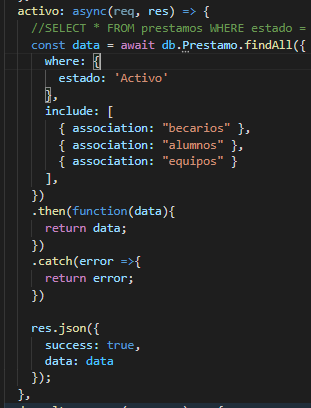 activo: async(req, res) => {
//SELECT * FROM prestamos WHERE estado =
const data = await db.Prestamo.findAll({
where: {
estado: 'Activo'
},
include: [
{ association: "becarios" },
{ association: "alumnos" },
{ association: "equipos" }
],
})
.then(function(data){
return data;
})
.catch(error =>{
return error;
})
res.json({
success: true,
data: data
});
},